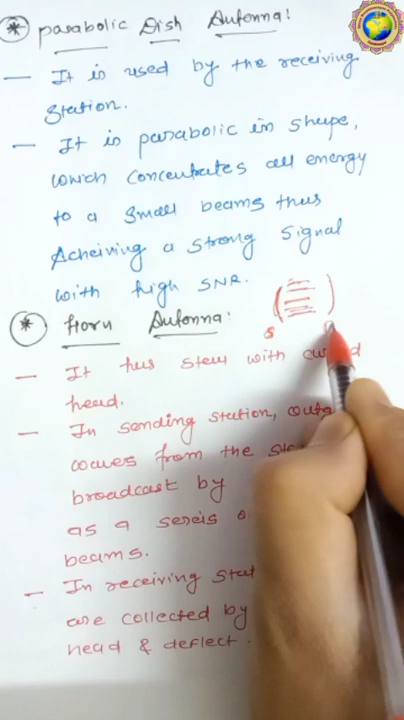 * parabolic Dish Antenna:
— It is used by the receiving
station.
— It is parabolic in shape,
which concentrates all energy
to a small beams thus
Acheiving a strong signal
with high SNR.
* Horn Antenna:
S
— It has stem with curved
head.
— In sending station,
comes from the
broadcast by
as a sereis
beams.
— In receiving
are collected by
head & deflect.